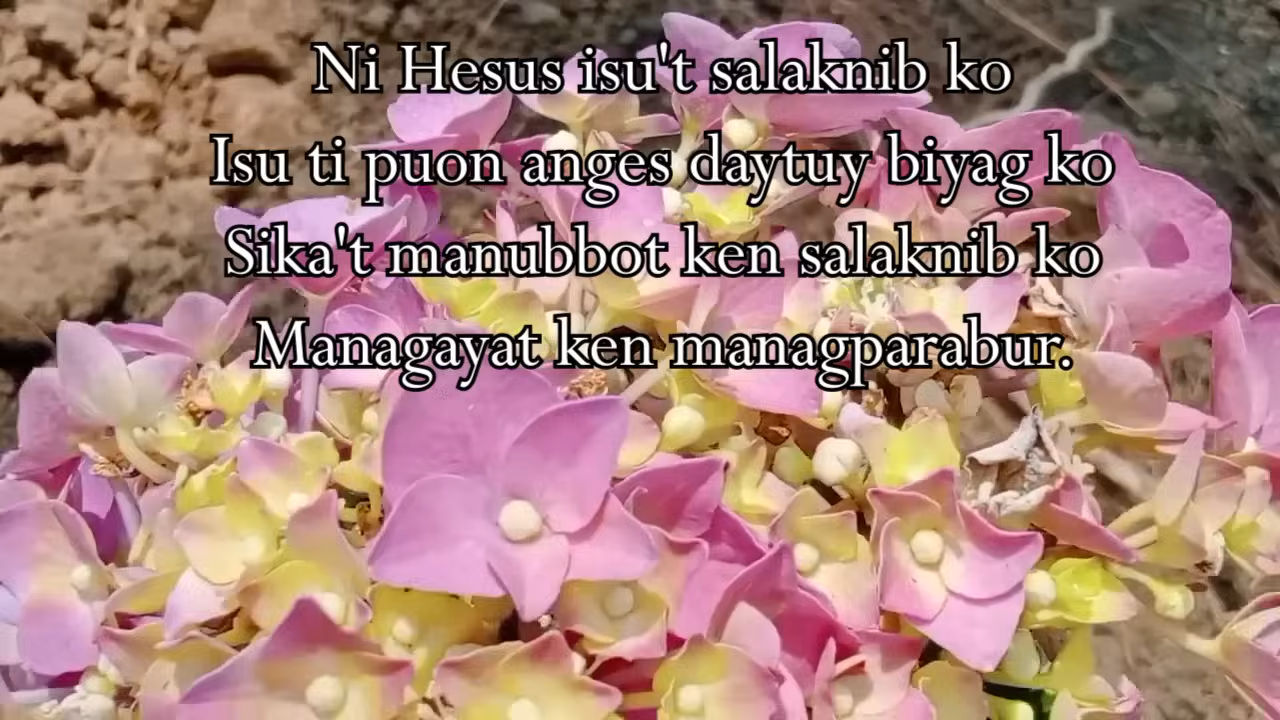 Ni Hesus isu't salaknib ko
Isu ti puon anges daytuy biyag ko
Sika't manubbot ken salaknib ko
Managayat ken managparabur.